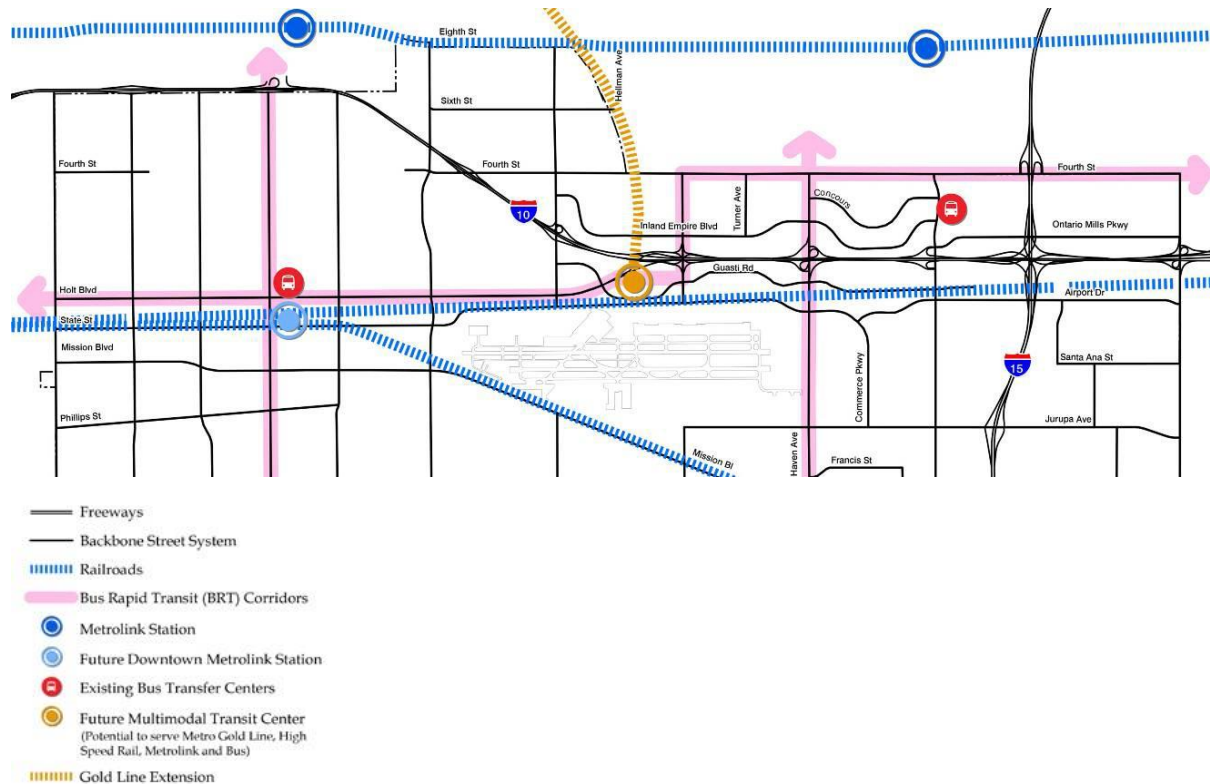 Eighth St
Hellman Ave
Sixth St
Fourth St
Fourth St
Fourth St
Turner Ave
Concours
10
Inland Empire Blvd
Ontario Mills Pkwy
Guasti Rd
Holt Blvd
Airport Dr
State St
Mission Blvd
Santa Ana St
15
Commerce Pkwy
Phillips St
Jurupa Ave
Haven Ave
Mission Bl
Francis St
Freeways
Backbone Street System
Railroads
Bus Rapid Transit (BRT) Corridors
Metrolink Station
Future Downtown Metrolink Station
Existing Bus Transfer Centers
Future Multimodal Transit Center
(Potential to serve Metro Gold Line, High
Speed Rail, Metrolink and Bus)
Gold Line Extension